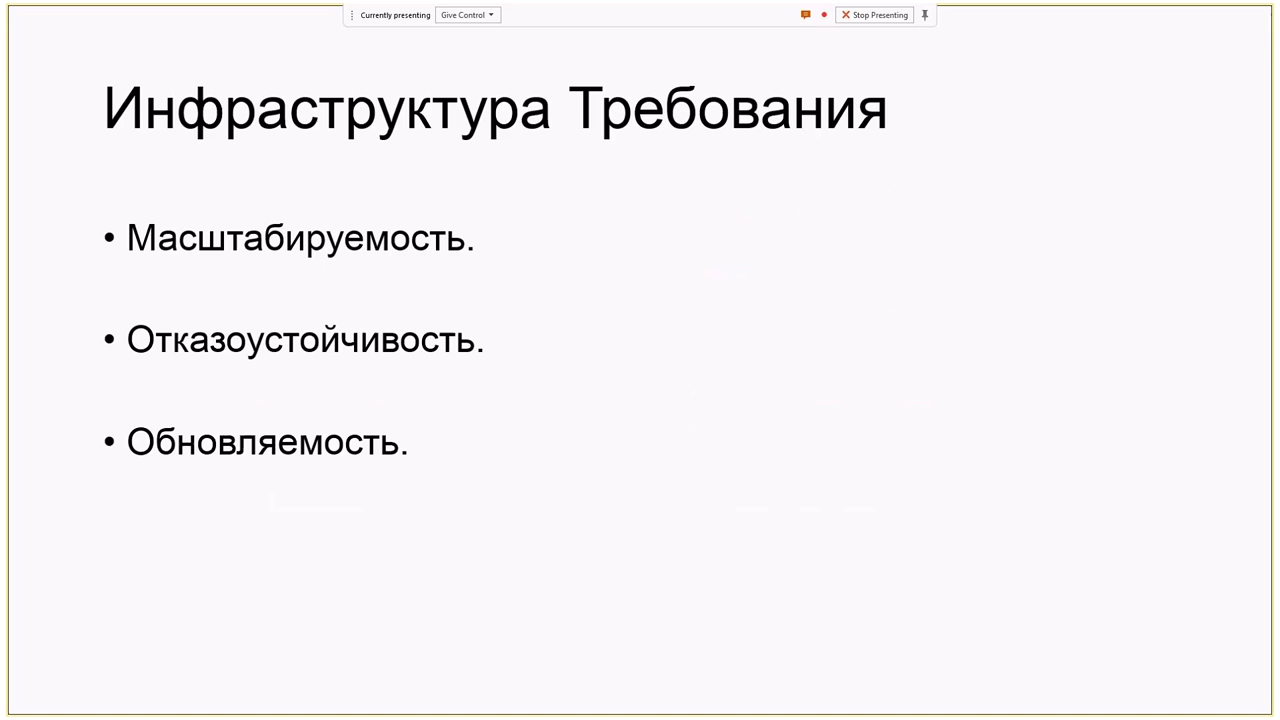 Currently presenting Give Control Stop Presenting
Инфраструктура Требования
• Масштабируемость.
• Отказоустойчивость.
• Обновляемость.